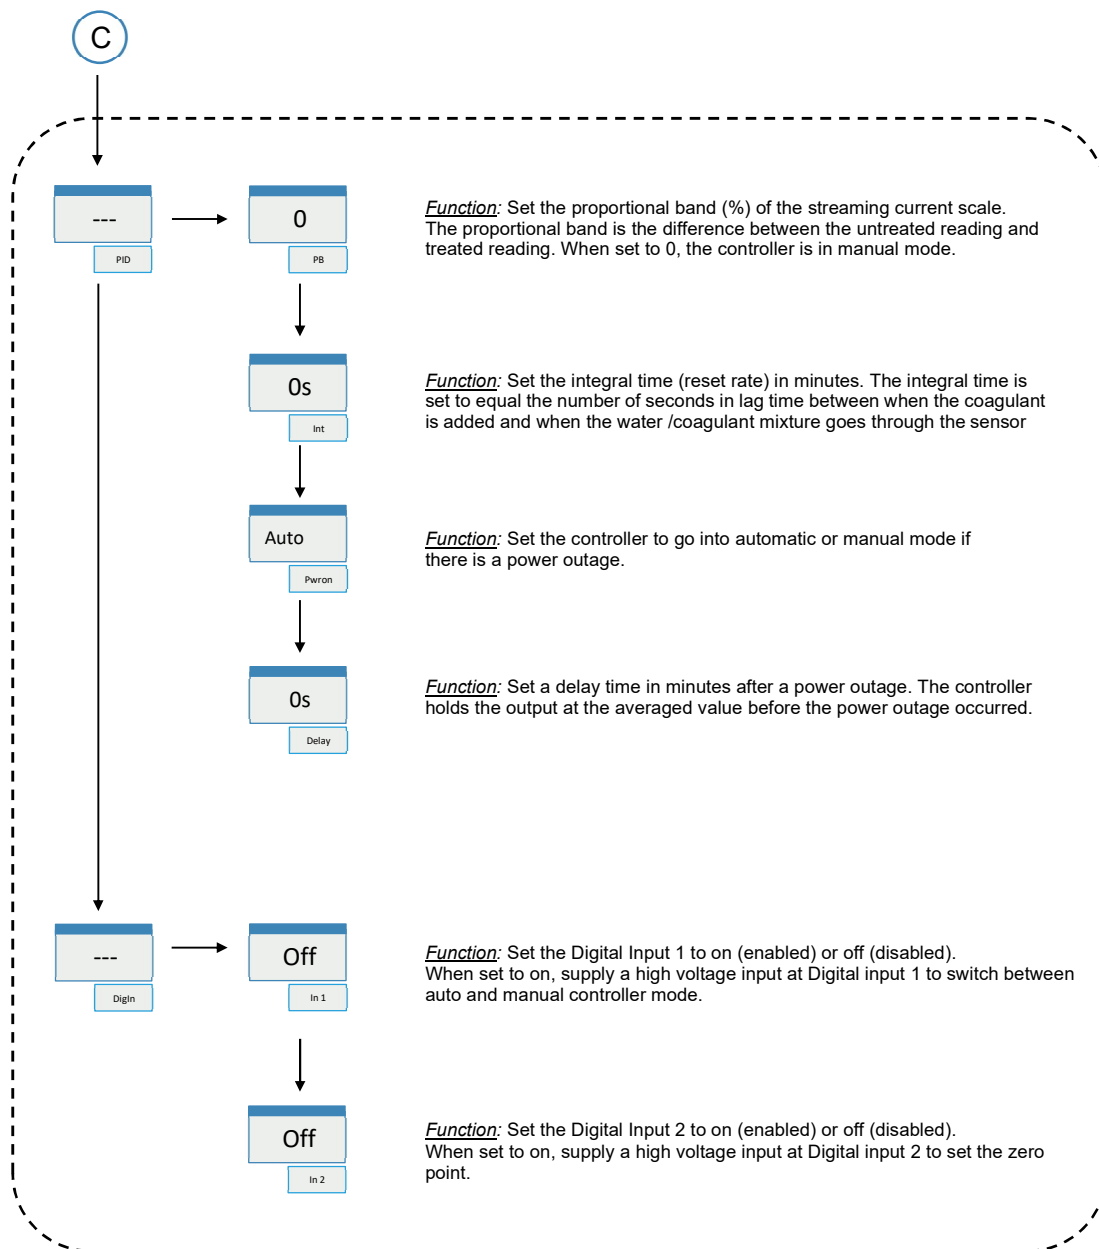 C
---
PID
0
PB
Function: Set the proportional band (%) of the streaming current scale.
The proportional band is the difference between the untreated reading and
treated reading. When set to 0, the controller is in manual mode.
0s
Int
Function: Set the integral time (reset rate) in minutes. The integral time is
set to equal the number of seconds in lag time between when the coagulant
is added and when the water /coagulant mixture goes through the sensor
Auto
Pwron
Function: Set the controller to go into automatic or manual mode if
there is a power outage.
0s
Delay
Function: Set a delay time in minutes after a power outage. The controller
holds the output at the averaged value before the power outage occurred.
---
DigIn
Off
In 1
Function: Set the Digital Input 1 to on (enabled) or off (disabled).
When set to on, supply a high voltage input at Digital input 1 to switch between
auto and manual controller mode.
Off
In 2
Function: Set the Digital Input 2 to on (enabled) or off (disabled).
When set to on, supply a high voltage input at Digital input 2 to set the zero
point.